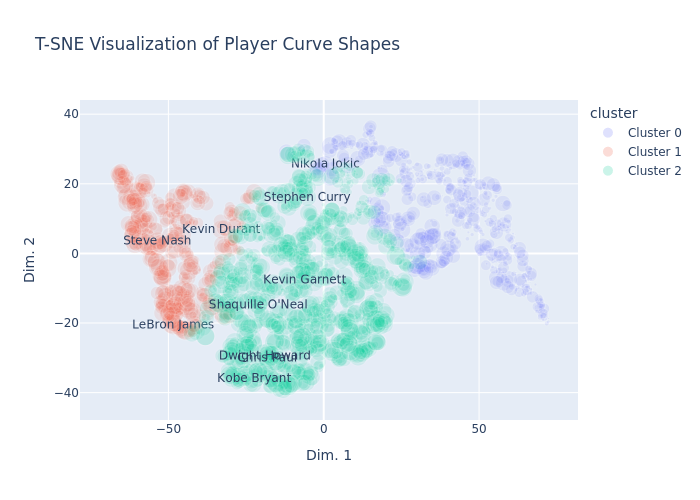 T-SNE Visualization of Player Curve Shapes
cluster
Cluster 0
Cluster 1
Cluster 2
40
20
0
−20
−40
Dim. 2
Nikola Jokic
Stephen Curry
Kevin Durant
Steve Nash
Kevin Garnett
Shaquille O'Neal
LeBron James
Dwight Howard
Chris Paul
Kobe Bryant
−50
0
50
Dim. 1